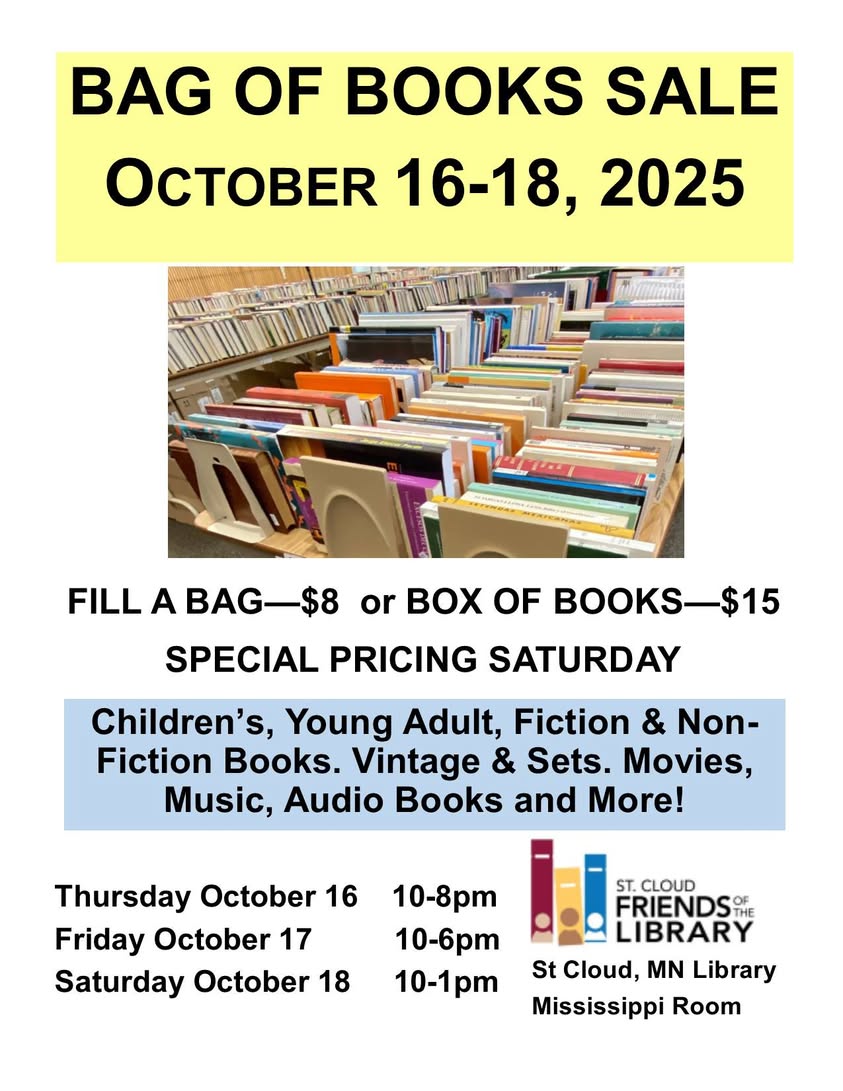 BAG OF BOOKS SALE
OCTOBER 16-18, 2025
LEYENDAS MEXICANAS
FILL A BAG—$8 or BOX OF BOOKS—$15
SPECIAL PRICING SATURDAY
Children’s, Young Adult, Fiction & Non-
Fiction Books. Vintage & Sets. Movies,
Music, Audio Books and More!
Thursday October 16 10-8pm
Friday October 17 10-6pm
Saturday October 18 10-1pm
ST. CLOUD
FRIENDS OF THE
LIBRARY
St Cloud, MN Library
Mississippi Room